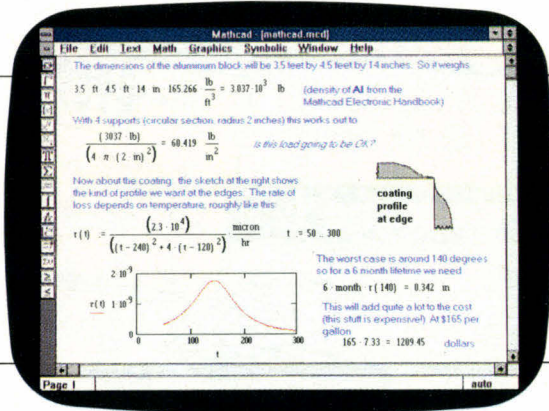 Mathcad - [mathcad.mcd]
File Edit Text Math Graphics Symbolic Window Help
The dimensions of the aluminum block will be 3.5 feet by 4.5 feet by 14 inches. So it weighs
3.5 ft 4.5 ft · 14 in 165.266 · lb/ft³ = 3.037·10³ lb
(density of Al from the
Mathcad Electronic Handbook)
With 4 supports (circular section, radius 2 inches) this works out to
(3037 · lb)/(4 π · (2 · in)²) = 60.419 lb/in²
Is this load going to be OK?
Now about the coating: the sketch at the right shows
the kind of profile we want at the edges. The rate of
loss depends on temperature, roughly like this:
coating
profile
at edge
r(t) := (2.3 · 10⁴)/((t − 240)² + 4 · (t − 120)²) · micron/hr t := 50 .. 300
The worst case is around 140 degrees
so for a 6 month lifetime we need
6 · month · r(140) = 0.342 in
This will add quite a lot to the cost
(this stuff is expensive!) At $165 per
gallon
165 · 7.33 = 1209.45 dollars
2 10⁻⁹
r(t) 1 10⁻⁹
0
0 100 200 300
t
Page 1 auto